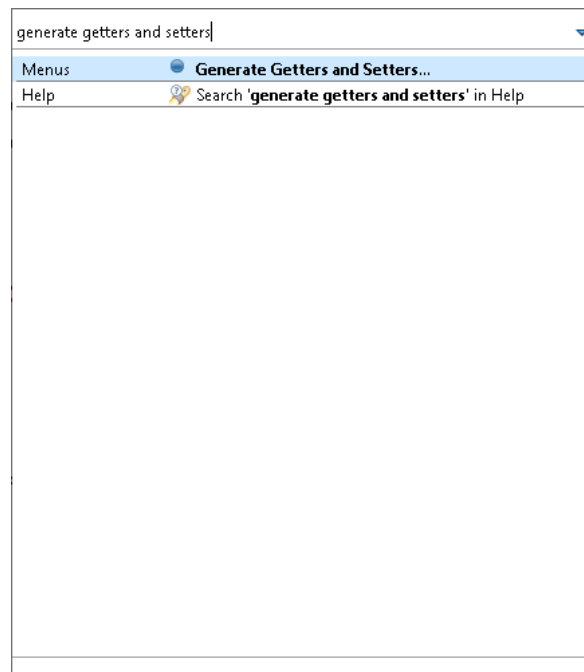 generate getters and setters
Menus Generate Getters and Setters...
Help Search 'generate getters and setters' in Help